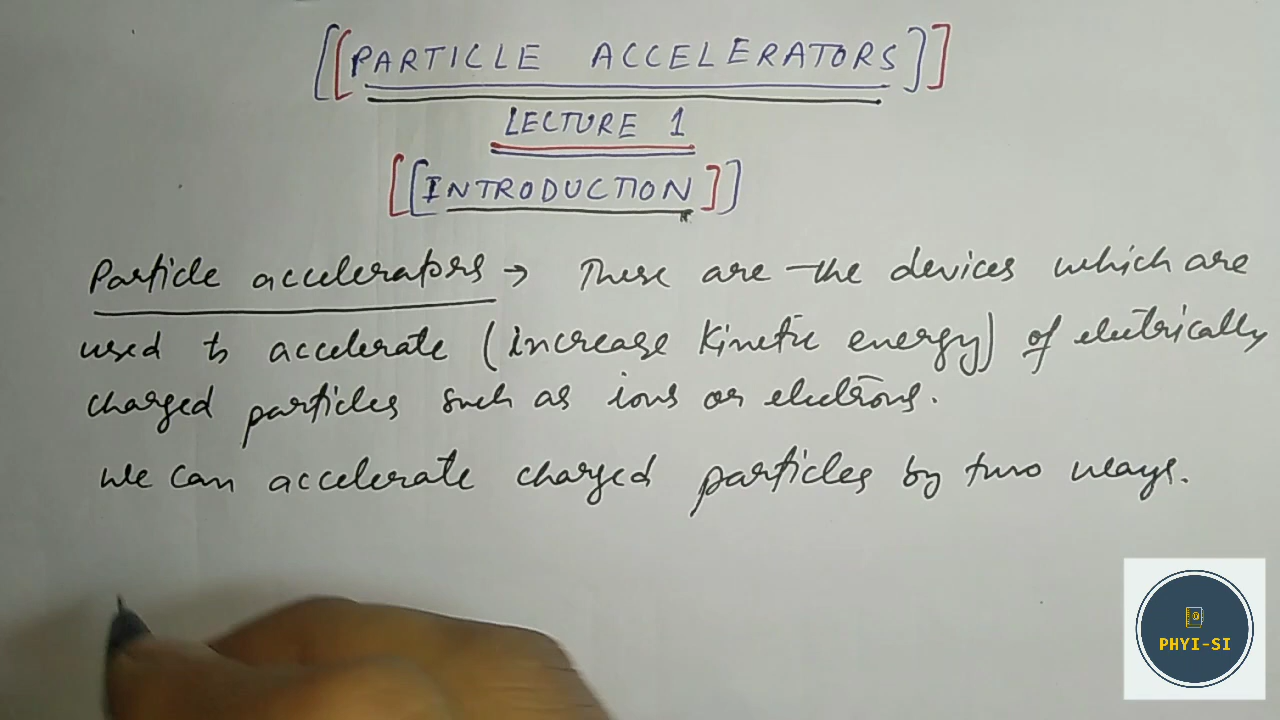 [[PARTICLE ACCELERATORS]]
LECTURE 1
[[INTRODUCTION]]
Particle accelerators → These are the devices which are
used to accelerate (increase kinetic energy) of electrically
charged particles such as ions or electrons.
We can accelerate charged particles by two ways.
PHYI-SI